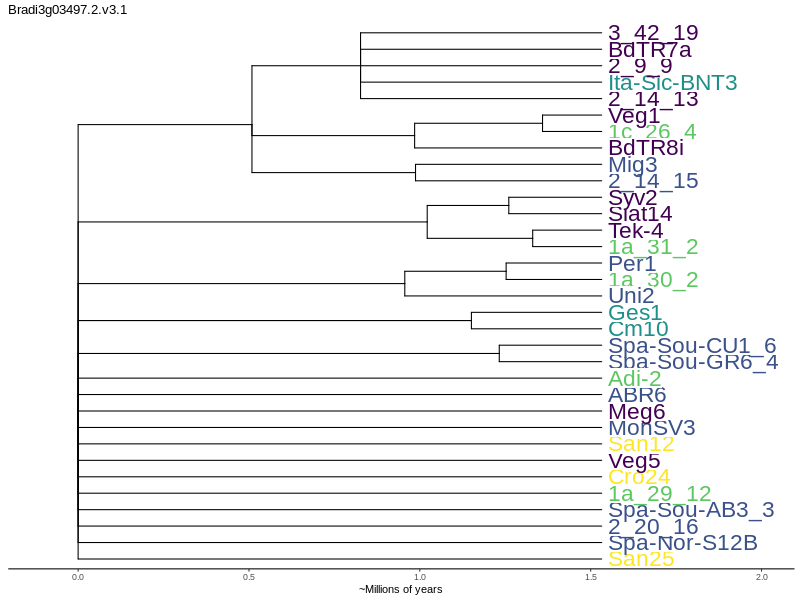 Bradi3g03497.2.v3.1
3_42_19
BdTR7a
2_9_9
Ita-Sic-BNT3
2_14_13
Veg1
1c_26_4
BdTR8i
Mig3
2_14_15
Syv2
Slat14
Tek-4
1a_31_2
Per1
1a_30_2
Uni2
Ges1
Cm10
Spa-Sou-CU1_6
Spa-Sou-GR6_4
Adi-2
ABR6
Meg6
MonSV3
San12
Veg5
Cro24
1a_29_12
Spa-Sou-AB3_3
2_20_16
Spa-Nor-S12B
San25
0.0 0.5 1.0 1.5 2.0
~Millions of years